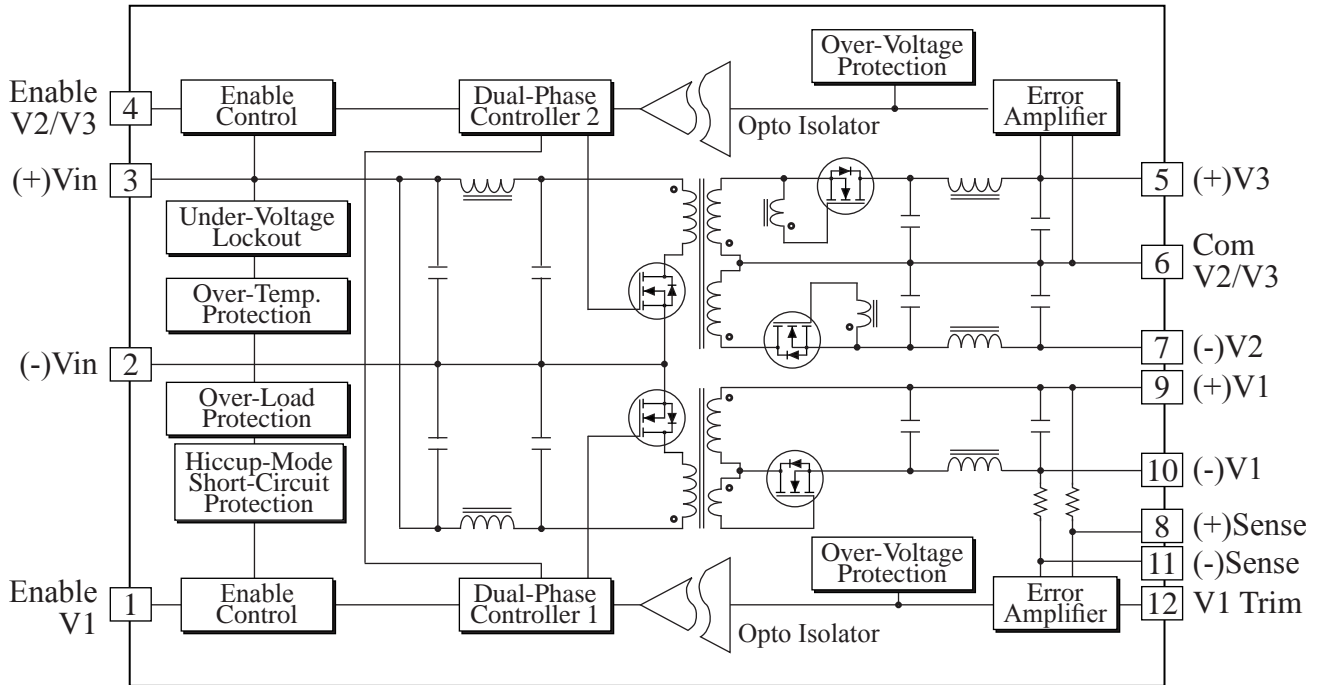 Over-Voltage
Protection
Enable
V2/V3
4
Enable
Control
Dual-Phase
Controller 2
Opto Isolator
Error
Amplifier
(+)Vin
3
5
(+)V3
Under-Voltage
Lockout
6
Com
V2/V3
Over-Temp.
Protection
(-)Vin
2
7
(-)V2
9
(+)V1
Over-Load
Protection
Hiccup-Mode
Short-Circuit
Protection
10
(-)V1
8
(+)Sense
Over-Voltage
Protection
11
(-)Sense
Enable
V1
1
Enable
Control
Dual-Phase
Controller 1
Opto Isolator
Error
Amplifier
12
V1 Trim